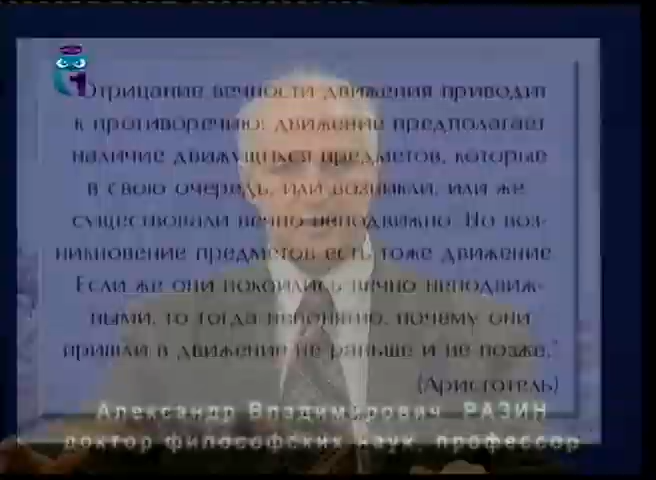 Отрицание вечности движения приводит
к противоречию: движение предполагает
наличие движущихся предметов, которые
в свою очередь, или возникли, или же
существовали вечно неподвижно. Но воз-
никновение предметов есть тоже движение.
Если же они покоились вечно неподвиж-
ными, то тогда непонятно, почему они
пришли в движение не раньше и не позже."
(Аристотель)
Александр Владимирович РАЗИН
доктор философских наук, профессор